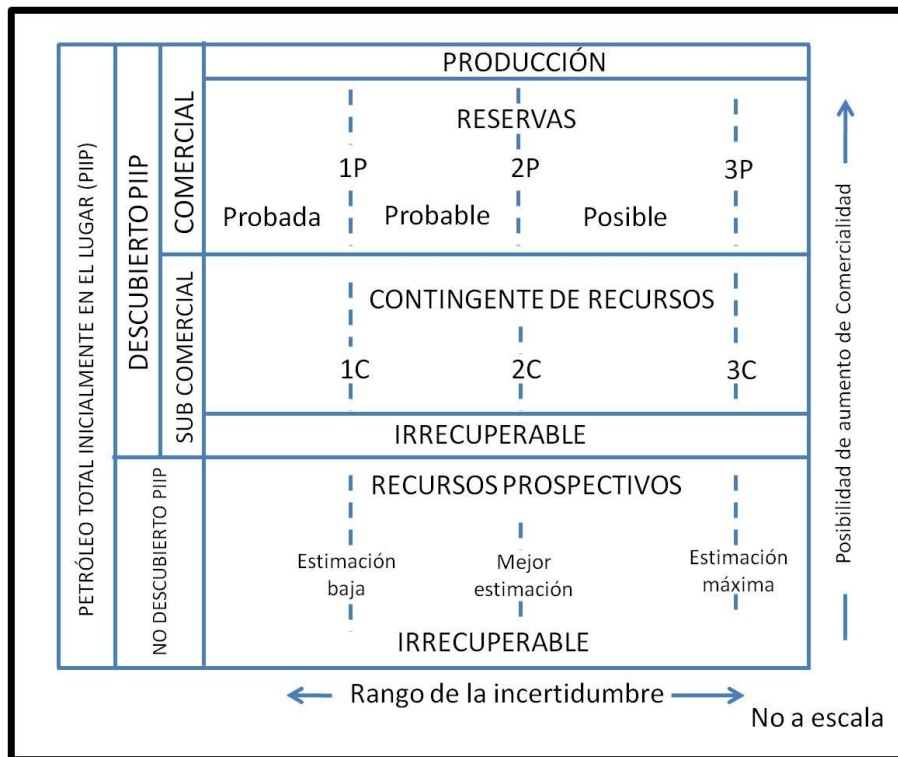 PETRÓLEO TOTAL INICIALMENTE EN EL LUGAR (PIIP)
DESCUBIERTO PIIP
COMERCIAL
PRODUCCIÓN
RESERVAS
1P 2P 3P
Probada Probable Posible
SUB COMERCIAL
CONTINGENTE DE RECURSOS
1C 2C 3C
IRRECUPERABLE
NO DESCUBIERTO PIIP
RECURSOS PROSPECTIVOS
Estimación
baja
Mejor
estimación
Estimación
máxima
IRRECUPERABLE
Posibilidad de aumento de Comercialidad
Rango de la incertidumbre
No a escala